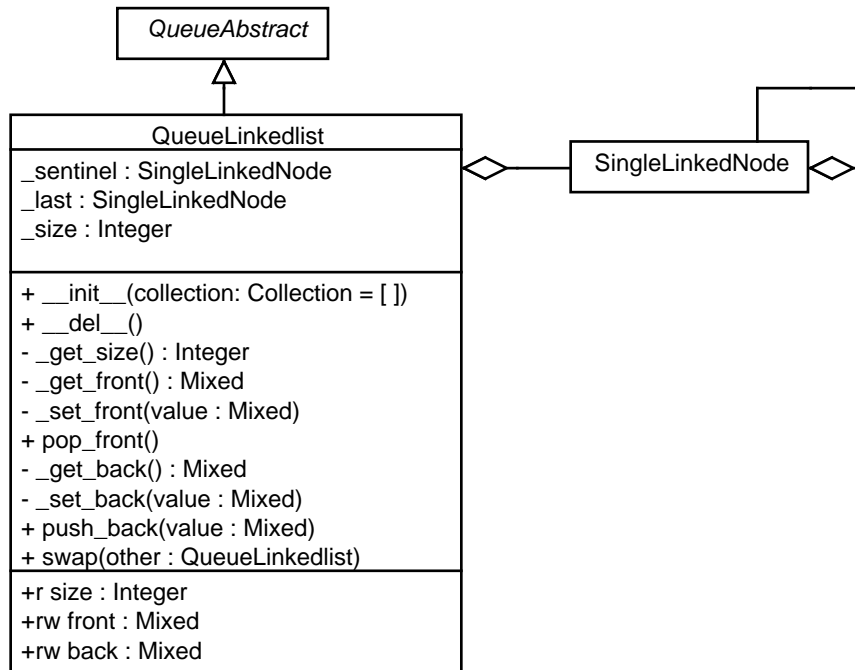 QueueAbstract
QueueLinkedlist
_sentinel : SingleLinkedNode
_last : SingleLinkedNode
_size : Integer
SingleLinkedNode
+ __init__(collection: Collection = [ ])
+ __del__()
- _get_size() : Integer
- _get_front() : Mixed
- _set_front(value : Mixed)
+ pop_front()
- _get_back() : Mixed
- _set_back(value : Mixed)
+ push_back(value : Mixed)
+ swap(other : QueueLinkedlist)
+r size : Integer
+rw front : Mixed
+rw back : Mixed